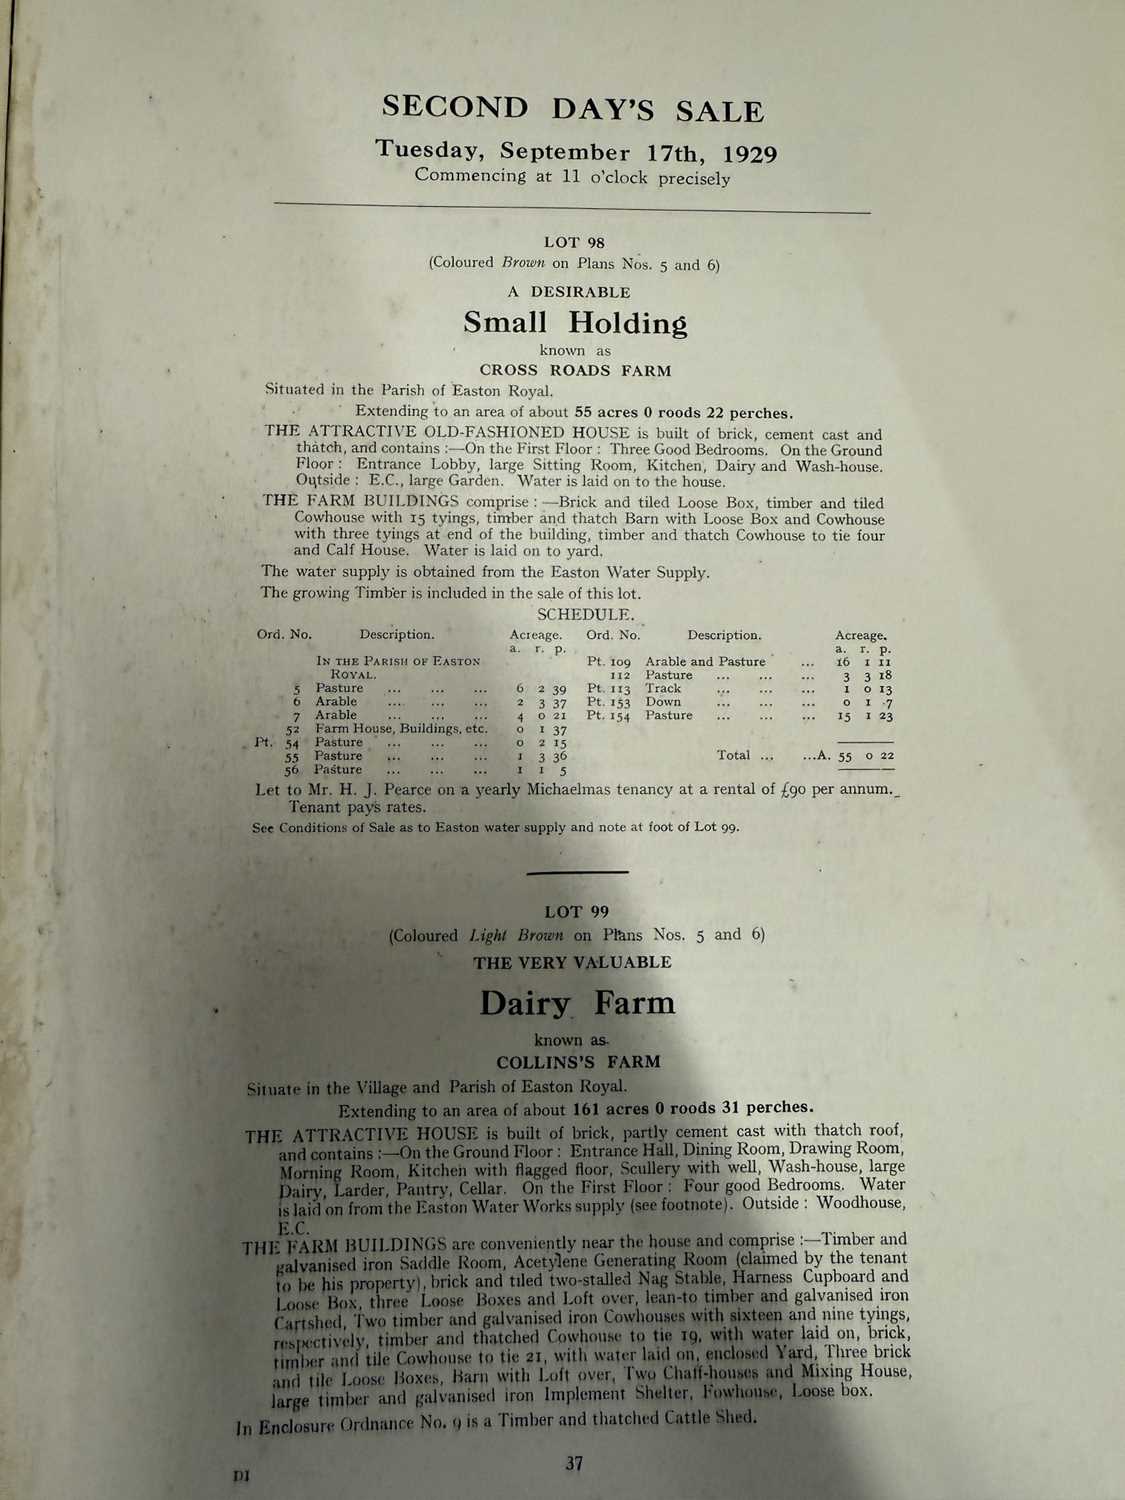 SECOND DAY'S SALE
Tuesday, September 17th, 1929
Commencing at 11 o'clock precisely
LOT 98
(Coloured Brown on Plans Nos. 5 and 6)
A DESIRABLE
Small Holding
known as
CROSS ROADS FARM
Situated in the Parish of Easton Royal.
Extending to an area of about 55 acres 0 roods 22 perches.
THE ATTRACTIVE OLD-FASHIONED HOUSE is built of brick, cement cast and
thatch, and contains :—On the First Floor : Three Good Bedrooms. On the Ground
Floor : Entrance Lobby, large Sitting Room, Kitchen, Dairy and Wash-house.
Outside : E.C., large Garden. Water is laid on to the house.
THE FARM BUILDINGS comprise : —Brick and tiled Loose Box, timber and tiled
Cowhouse with 15 tyings, timber and thatch Barn with Loose Box and Cowhouse
with three tyings at end of the building, timber and thatch Cowhouse to tie four
and Calf House. Water is laid on to yard.
The water supply is obtained from the Easton Water Supply.
The growing Timber is included in the sale of this lot.
SCHEDULE.
Ord. No. Description. Acreage. Ord. No. Description. Acreage.
a. r. p. a. r. p.
IN THE PARISH OF EASTON Pt. 109 Arable and Pasture ... 16 1 11
ROYAL. 112 Pasture ... ... ... 3 3 18
5 Pasture ... ... ... 6 2 39 Pt. 113 Track ... ... ... 1 0 13
6 Arable ... ... ... 2 3 37 Pt. 153 Down ... ... ... 0 1 7
7 Arable ... ... ... 4 0 21 Pt. 154 Pasture ... ... ... 15 1 23
52 Farm House, Buildings, etc. 0 1 37
Pt. 54 Pasture ... ... ... 0 2 15
55 Pasture ... ... ... 1 3 36 Total ... ...A. 55 0 22
56 Pasture ... ... ... 1 1 5
Let to Mr. H. J. Pearce on a yearly Michaelmas tenancy at a rental of £90 per annum.
Tenant pays rates.
See Conditions of Sale as to Easton water supply and note at foot of Lot 99.
LOT 99
(Coloured Light Brown on Plans Nos. 5 and 6)
THE VERY VALUABLE
Dairy Farm
known as
COLLINS'S FARM
Situate in the Village and Parish of Easton Royal.
Extending to an area of about 161 acres 0 roods 31 perches.
THE ATTRACTIVE HOUSE is built of brick, partly cement cast with thatch roof,
and contains :—On the Ground Floor : Entrance Hall, Dining Room, Drawing Room,
Morning Room, Kitchen with flagged floor, Scullery with well, Wash-house, large
Dairy, Larder, Pantry, Cellar. On the First Floor : Four good Bedrooms. Water
is laid on from the Easton Water Works supply (see footnote). Outside : Woodhouse,
E.C.
THE FARM BUILDINGS are conveniently near the house and comprise :—Timber and
galvanised iron Saddle Room, Acetylene Generating Room (claimed by the tenant
to be his property), brick and tiled two-stalled Nag Stable, Harness Cupboard and
Loose Box, three Loose Boxes and Loft over, lean-to timber and galvanised iron
Cartshed, Two timber and galvanised iron Cowhouses with sixteen and nine tyings,
respectively, timber and thatched Cowhouse to tie 19, with water laid on, brick,
timber and tile Cowhouse to tie 21, with water laid on, enclosed Yard, Three brick
and tile Loose Boxes, Barn with Loft over, Two Chaff-houses and Mixing House,
large timber and galvanised iron Implement Shelter, Fowhouse, Loose box.
In Enclosure Ordnance No. 9 is a Timber and thatched Cattle Shed.
37
D1